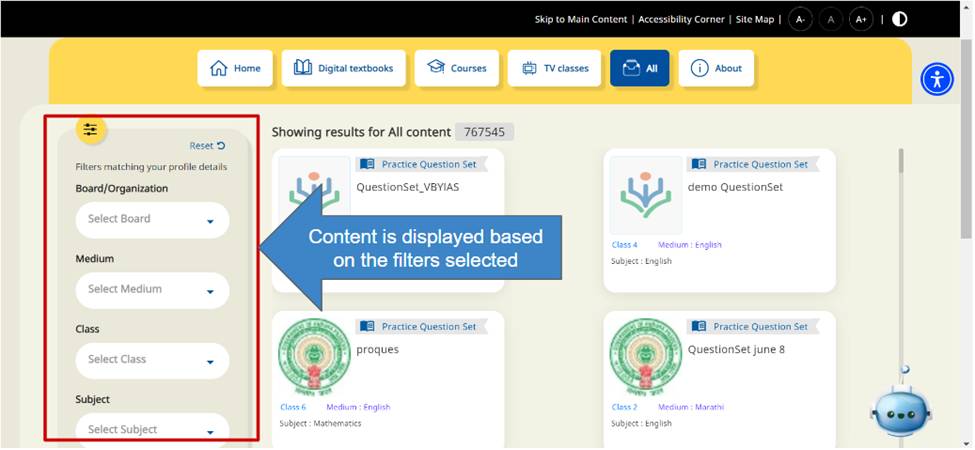 Skip to Main Content | Accessibility Corner | Site Map | A- A A+ |
Home Digital textbooks Courses TV classes All About
Reset
Filters matching your profile details
Board/Organization
Select Board
Medium
Select Medium
Class
Select Class
Subject
Select Subject
Showing results for All content 767545
Practice Question Set
QuestionSet_VBYIAS
Content is displayed based
on the filters selected
Practice Question Set
demo QuestionSet
Class 4 Medium : English
Subject : English
Practice Question Set
proques
Class 6 Medium : English
Subject : Mathematics
Practice Question Set
QuestionSet june 8
Class 2 Medium : Marathi
Subject : English